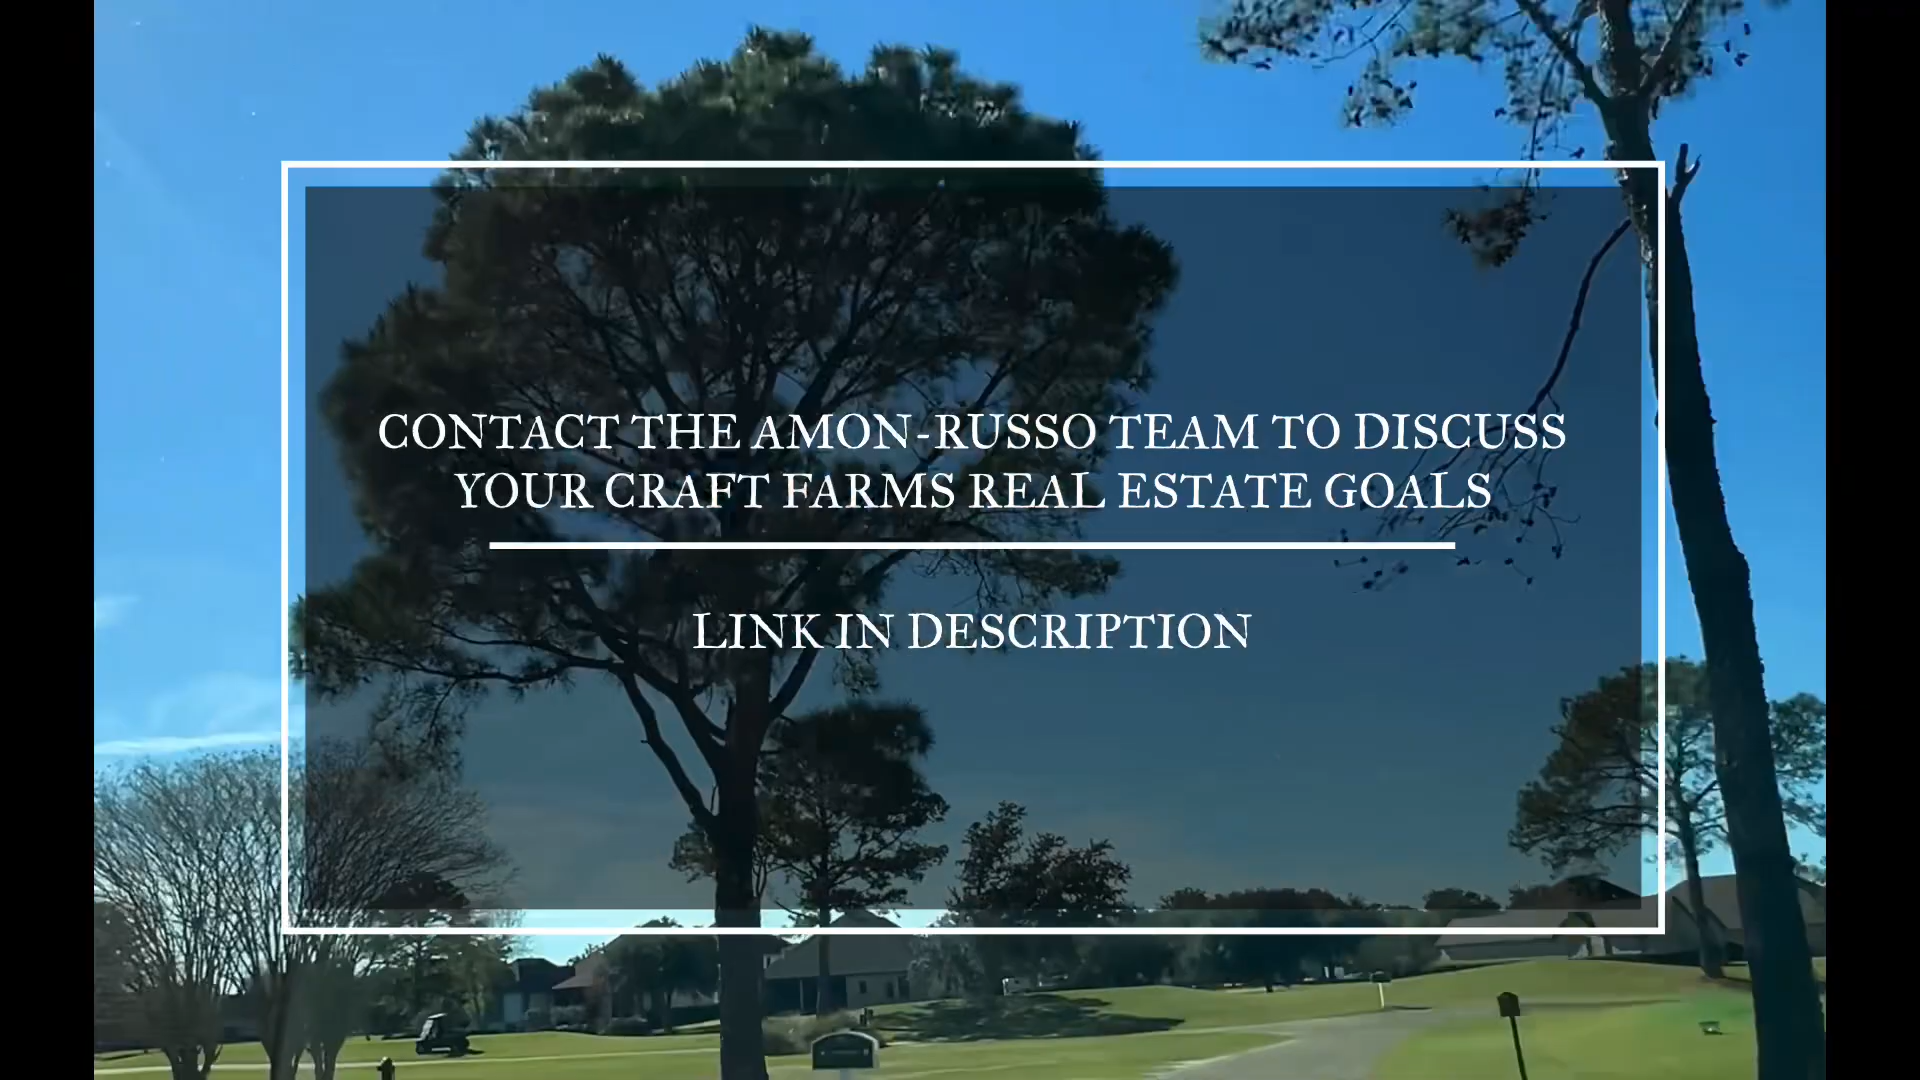 CONTACT THE AMON-RUSSO TEAM TO DISCUSS
YOUR CRAFT FARMS REAL ESTATE GOALS
LINK IN DESCRIPTION